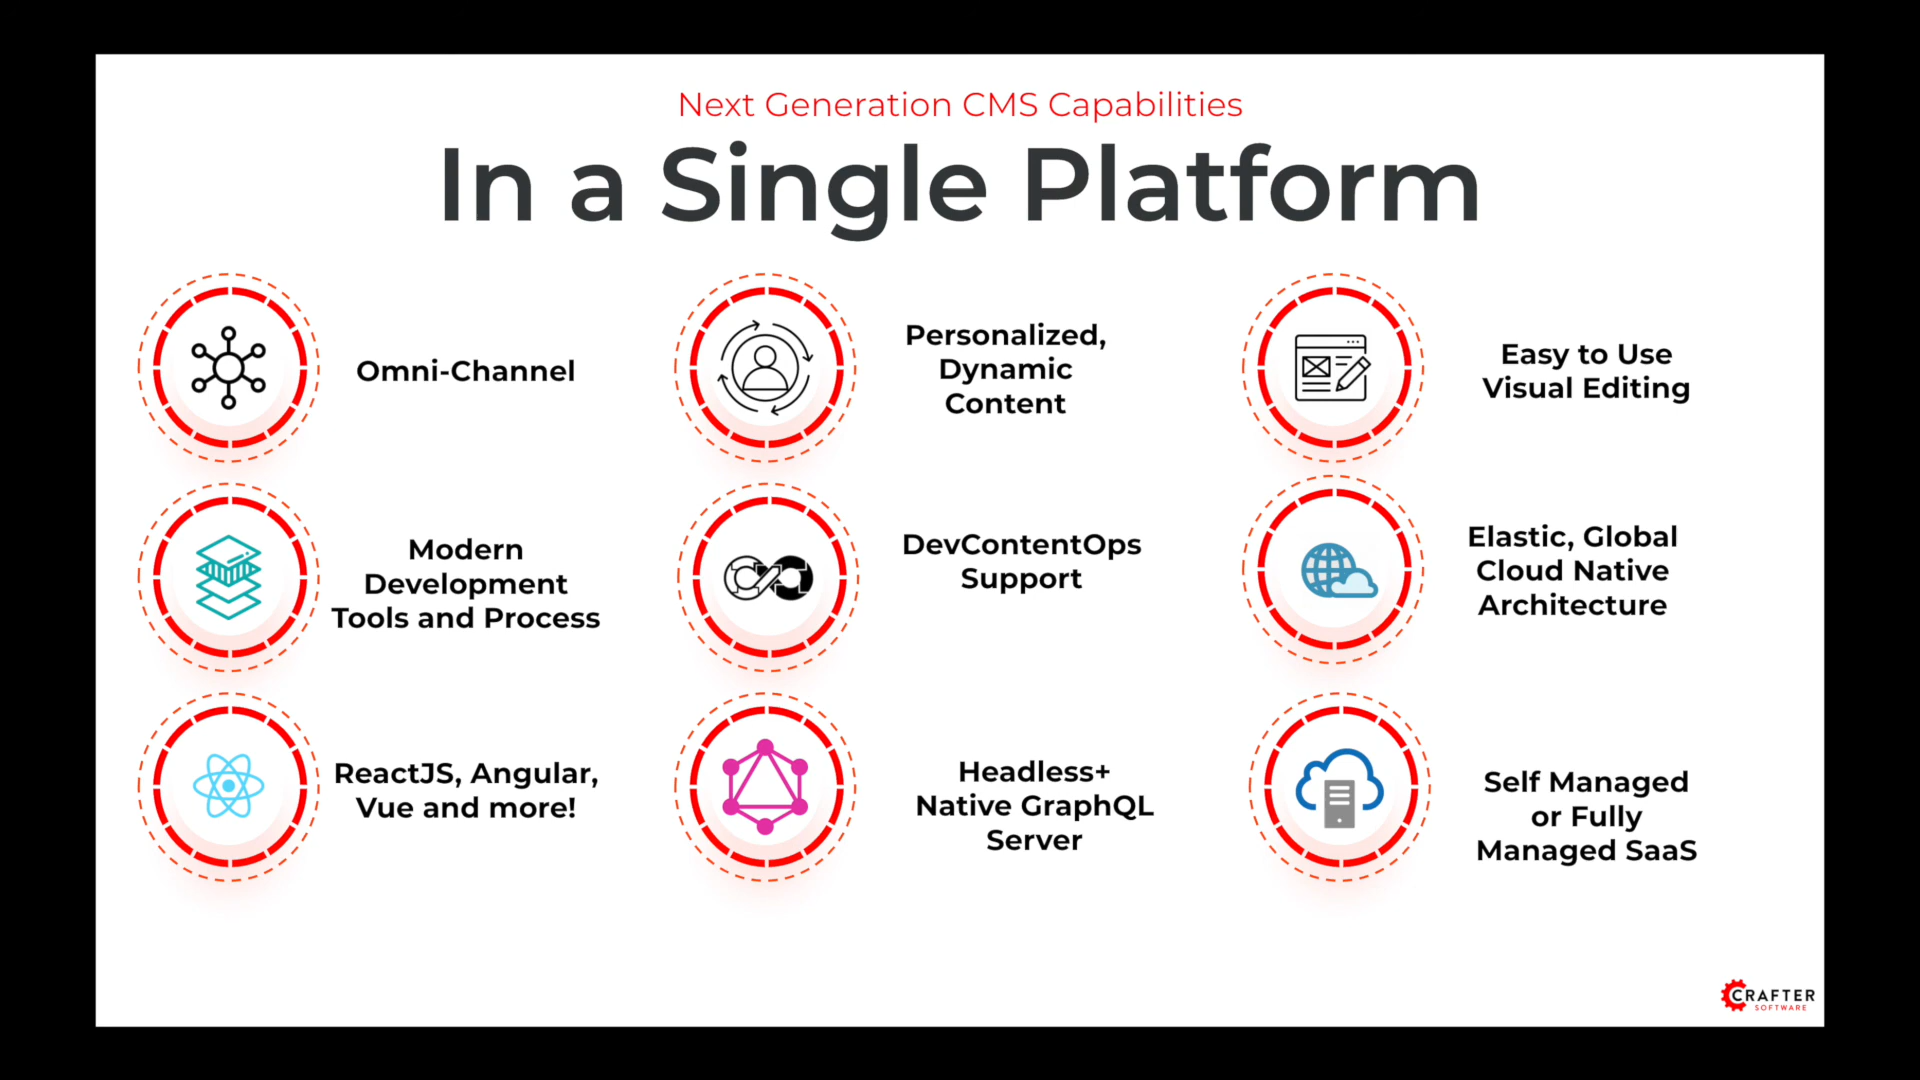 Next Generation CMS Capabilities
In a Single Platform
Omni-Channel
Personalized,
Dynamic
Content
Easy to Use
Visual Editing
Modern
Development
Tools and Process
DevContentOps
Support
Elastic, Global
Cloud Native
Architecture
ReactJS, Angular,
Vue and more!
Headless+
Native GraphQL
Server
Self Managed
or Fully
Managed SaaS
CRAFTER
SOFTWARE